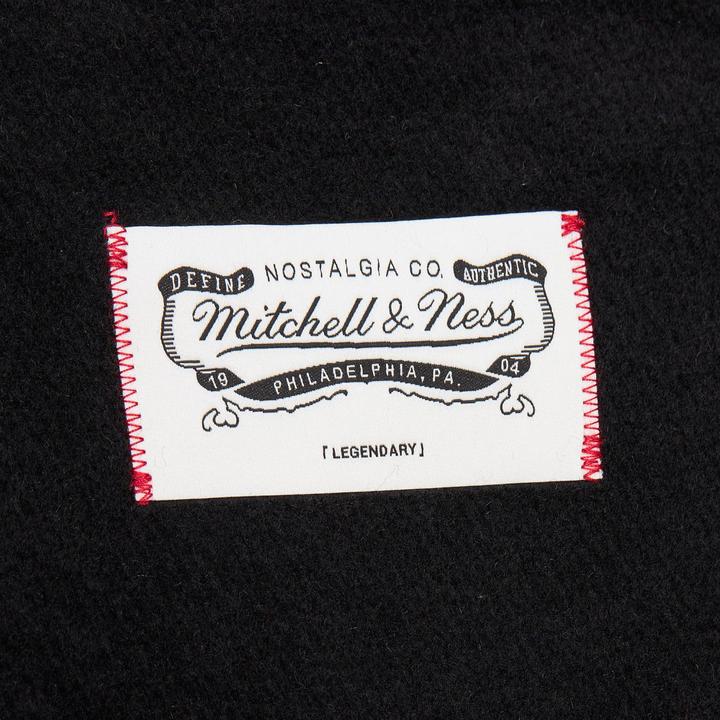 DEFINE NOSTALGIA CO. AUTHENTIC
Mitchell & Ness
19 PHILADELPHIA, PA. 04
[LEGENDARY]